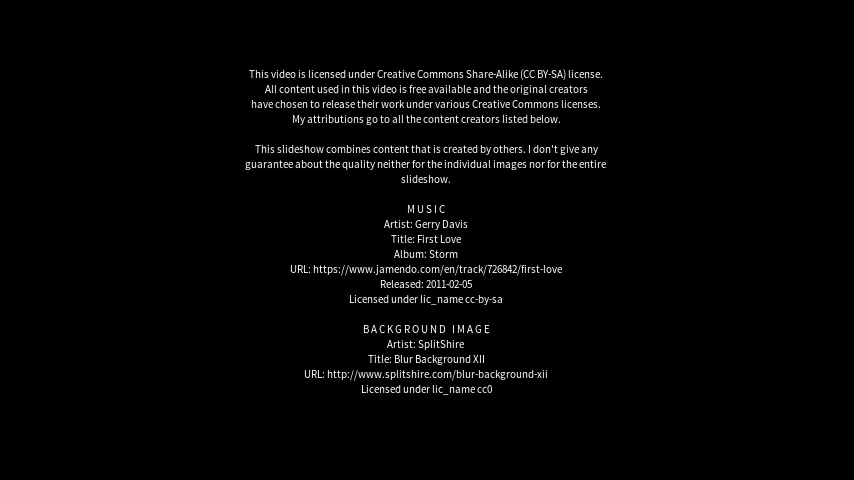 This video is licensed under Creative Commons Share-Alike (CC BY-SA) license.
All content used in this video is free available and the original creators
have chosen to release their work under various Creative Commons licenses.
My attributions go to all the content creators listed below.
This slideshow combines content that is created by others. I don't give any
guarantee about the quality neither for the individual images nor for the entire
slideshow.
MUSIC
Artist: Gerry Davis
Title: First Love
Album: Storm
URL: https://www.jamendo.com/en/track/726842/first-love
Released: 2011-02-05
Licensed under lic_name cc-by-sa
BACKGROUND IMAGE
Artist: SplitShire
Title: Blur Background XII
URL: http://www.splitshire.com/blur-background-xii
Licensed under lic_name cc0